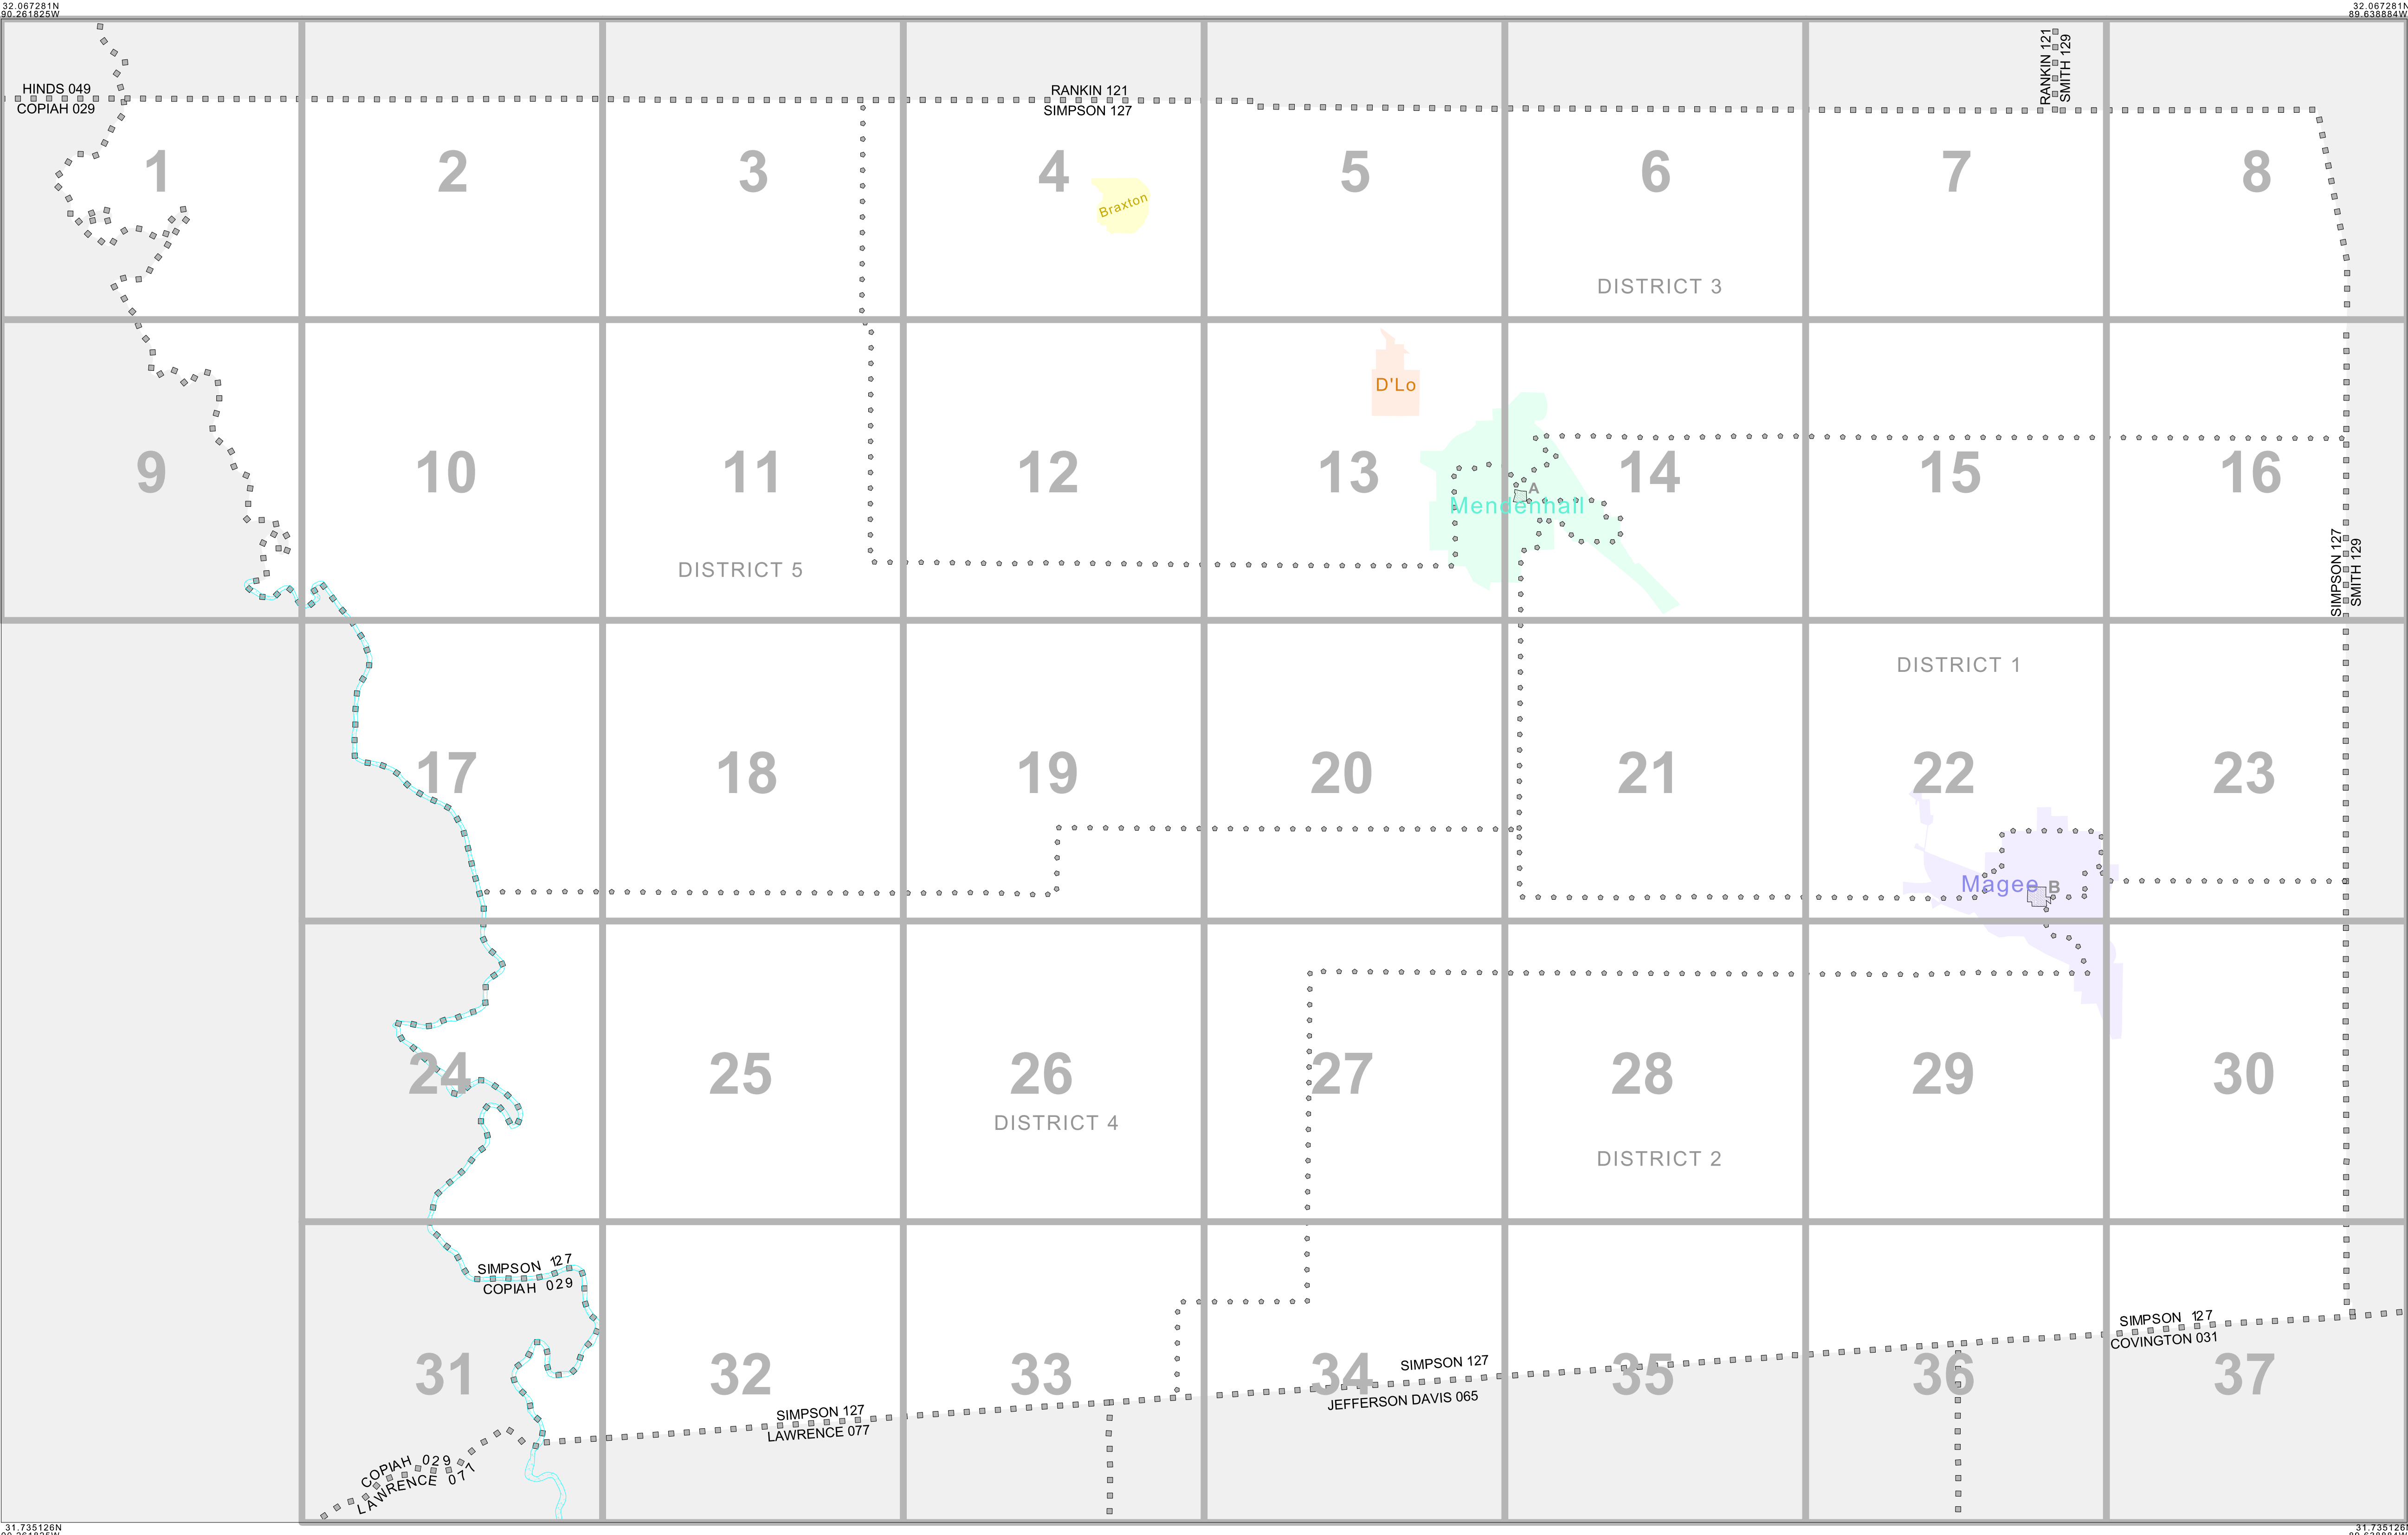 32.067281N
90.261825W
32.067281N
89.638884W
HINDS 049
COPIAH 029
RANKIN 121
SIMPSON 127
RANKIN 121
SMITH 129
1
2
3
4
5
6
7
8
Braxton
DISTRICT 3
D'Lo
9
10
11
12
13
14
15
16
A
Mendenhall
DISTRICT 5
SIMPSON 127
SMITH 129
DISTRICT 1
17
18
19
20
21
22
23
Magee
B
24
25
26
27
28
29
30
DISTRICT 4
DISTRICT 2
SIMPSON 127
COPIAH 029
SIMPSON 127
COVINGTON 031
31
32
33
34
35
36
37
SIMPSON 127
JEFFERSON DAVIS 065
SIMPSON 127
LAWRENCE 077
COPIAH 029
LAWRENCE 077
31.735126N
90.261825W
31.735126N
89.638884W